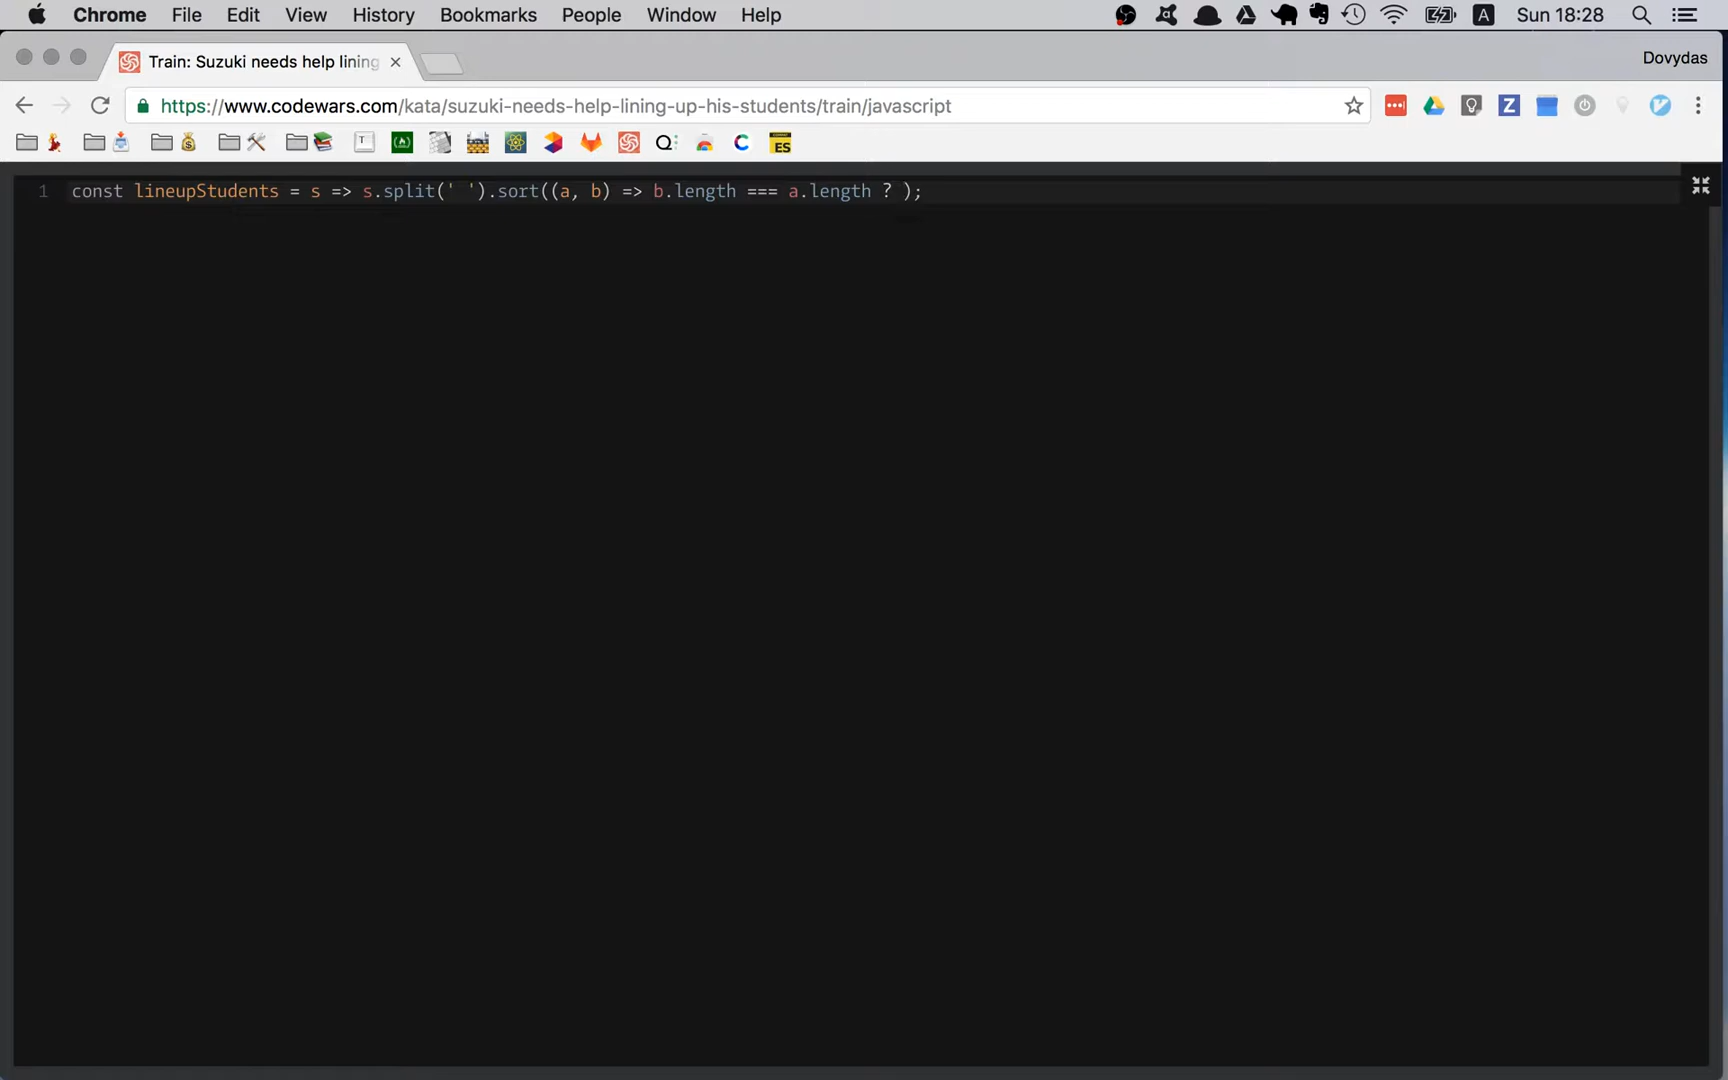 Chrome File Edit View History Bookmarks People Window Help A Sun 18:28
Train: Suzuki needs help lining Dovydas
https://www.codewars.com/kata/suzuki-needs-help-lining-up-his-students/train/javascript Z
T Q C ES
1 const lineupStudents = s => s.split(' ').sort((a, b) => b.length === a.length ? );